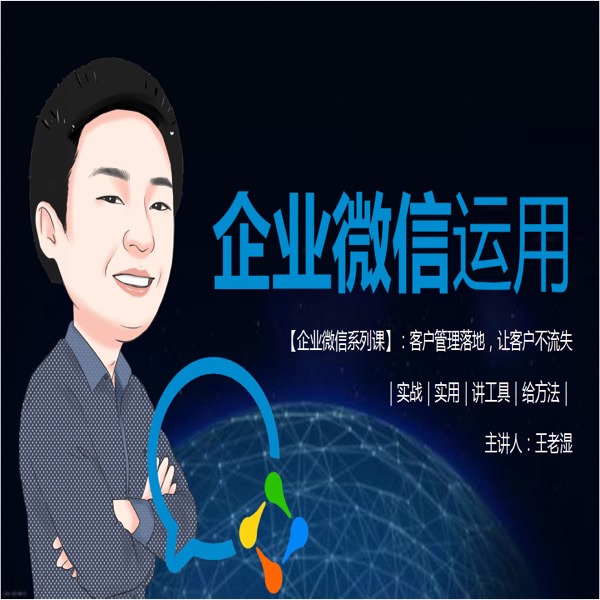 企业微信运用
【企业微信系列课】：客户管理落地，让客户不流失
｜实战｜实用｜讲工具｜给方法｜
主讲人：王老湿